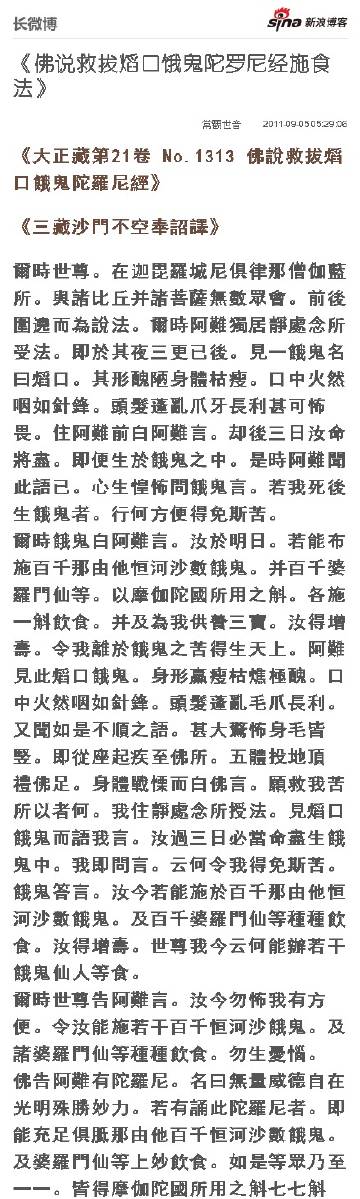 长微博
sina 新浪博客
《佛说救拔焰口饿鬼陀罗尼经施食
法》
常觀世音 2011-09-05 05:29:06
《大正藏第21卷 No.1313 佛說救拔焰
口餓鬼陀羅尼經》
《三藏沙門不空奉詔譯》
爾時世尊。在迦毘羅城尼俱律那僧伽藍
所。與諸比丘并諸菩薩無數眾會。前後
圍遶而為說法。爾時阿難獨居靜處念所
受法。即於其夜三更已後。見一餓鬼名
曰焰口。其形醜陋身體枯瘦。口中火然
咽如針鋒。頭髮蓬亂爪牙長利甚可怖
畏。住阿難前白阿難言。却後三日汝命
將盡。即便生於餓鬼之中。是時阿難聞
此語已。心生惶怖問餓鬼言。若我死後
生餓鬼者。行何方便得免斯苦。
爾時餓鬼白阿難言。汝於明日。若能布
施百千那由他恒河沙數餓鬼。并百千婆
羅門仙等。以摩伽陀國所用之斛。各施
一斛飲食。并及為我供養三寶。汝得增
壽。令我離於餓鬼之苦得生天上。阿難
見此焰口餓鬼。身形羸瘦枯燋極醜。口
中火然咽如針鋒。頭髮蓬亂毛爪長利。
又聞如是不順之語。甚大驚怖身毛皆
豎。即從座起疾至佛所。五體投地頂
禮佛足。身體戰慄而白佛言。願救我苦
所以者何。我住靜處念所授法。見焰口
餓鬼而語我言。汝過三日必當命盡生餓
鬼中。我即問言。云何令我得免斯苦。
餓鬼答言。汝今若能施於百千那由他恒
河沙數餓鬼。及百千婆羅門仙等種種飲
食。汝得增壽。世尊我今云何能辦若干
餓鬼仙人等食。
爾時世尊告阿難言。汝今勿怖我有方
便。令汝能施若干百千恒河沙餓鬼。及
諸婆羅門仙等種種飲食。勿生憂惱。
佛告阿難有陀羅尼。名曰無量威德自在
光明殊勝妙力。若有誦此陀羅尼者。即
能充足俱胝那由他百千恒河沙數餓鬼。
及婆羅門仙等上妙飲食。如是等眾乃至
一一。皆得摩伽陀國所用之斛七七斛